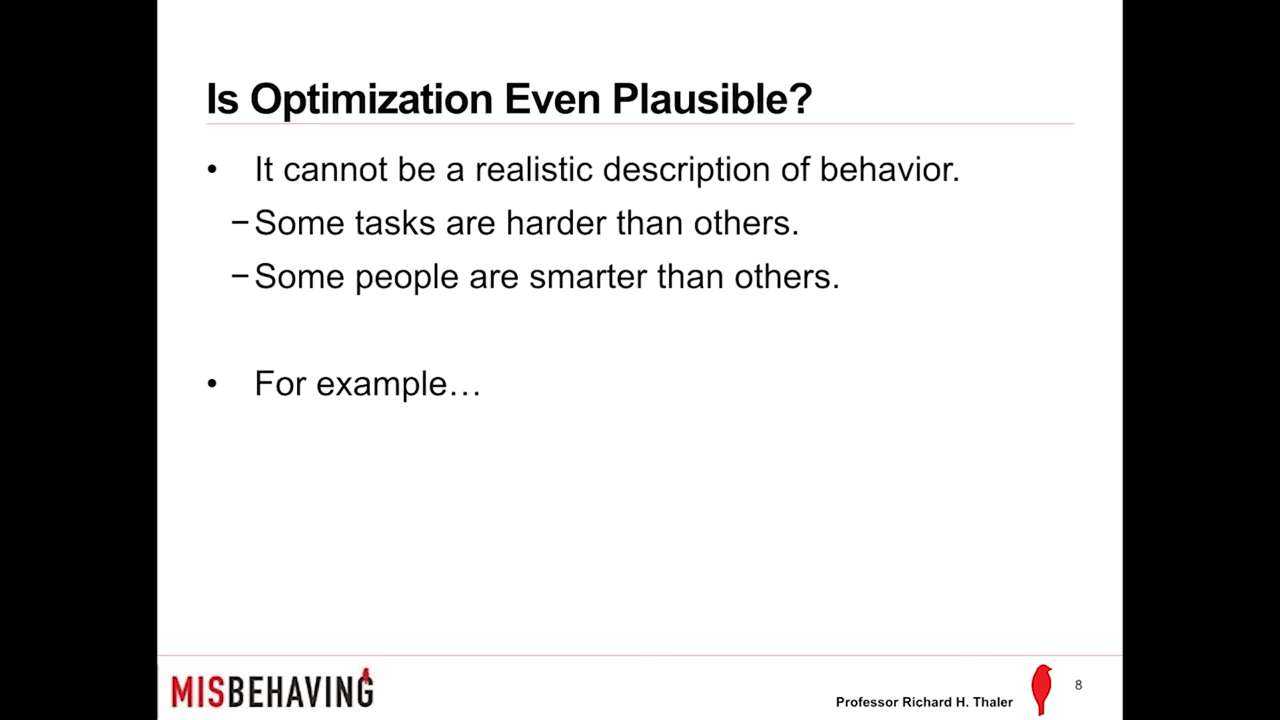 Is Optimization Even Plausible?
• It cannot be a realistic description of behavior.
− Some tasks are harder than others.
− Some people are smarter than others.
• For example…
MISBEHAVING
Professor Richard H. Thaler
8